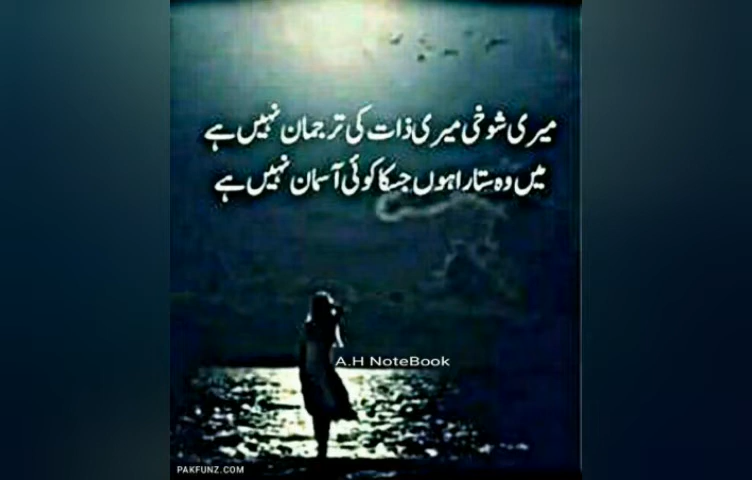 میری شوخی میری ذات کی ترجمان نہیں ہے
میں وہ ستارا ہوں جسکا کوئی آسمان نہیں ہے
A.H NoteBook
PAKFUNZ.COM